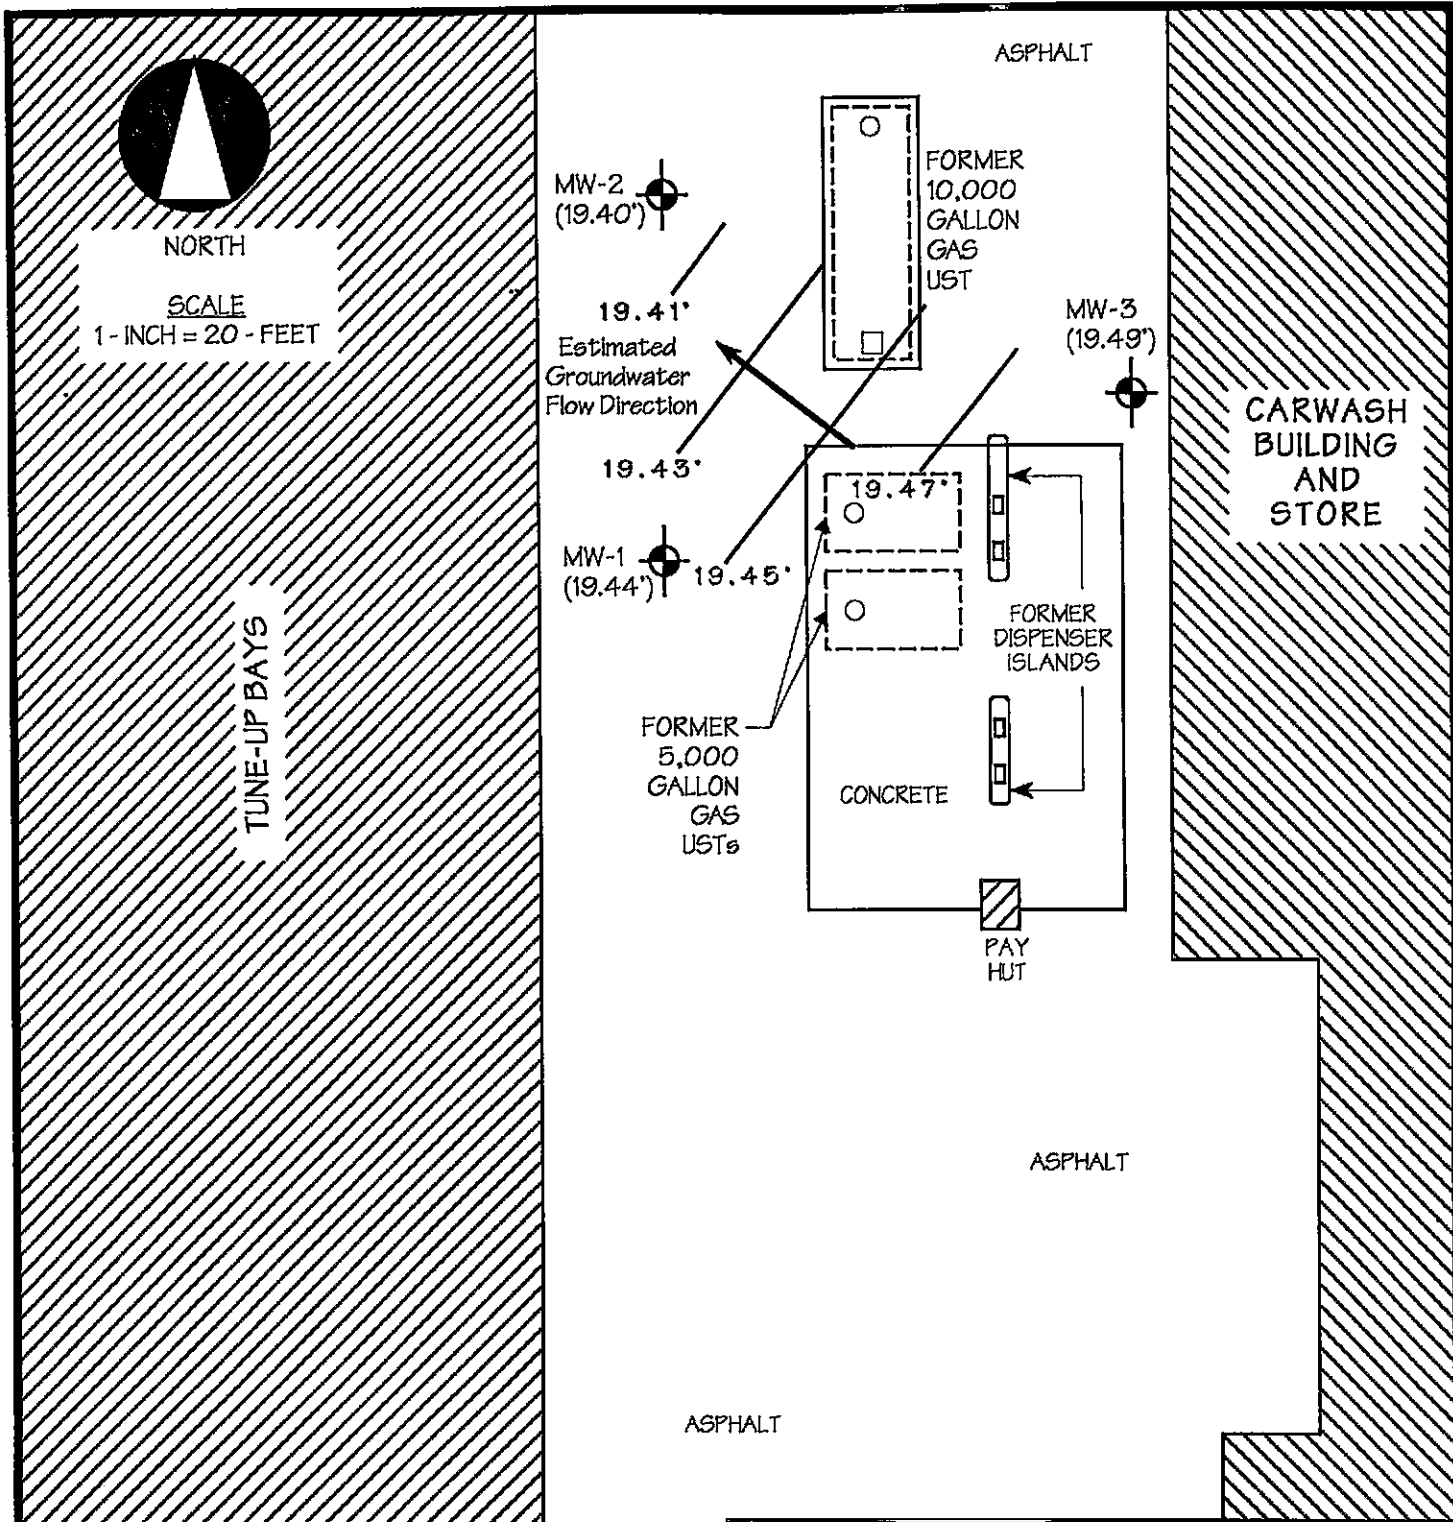 ASPHALT
NORTH
SCALE
1 - INCH = 20 - FEET
MW-2
(19.40')
FORMER
10,000
GALLON
GAS
UST
19.41'
Estimated
Groundwater
Flow Direction
MW-3
(19.49')
CARWASH
BUILDING
AND
STORE
19.43'
19.47'
MW-1
(19.44')
19.45'
TUNE-UP BAYS
FORMER
DISPENSER
ISLANDS
FORMER
5,000
GALLON
GAS
USTs
CONCRETE
PAY
HUT
ASPHALT
ASPHALT